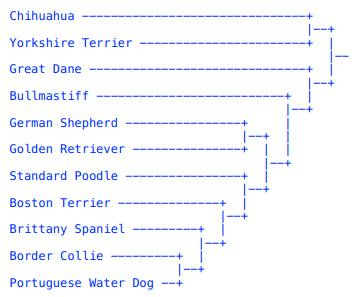 Chihuahua
Yorkshire Terrier
Great Dane
Bullmastiff
German Shepherd
Golden Retriever
Standard Poodle
Boston Terrier
Brittany Spaniel
Border Collie
Portuguese Water Dog